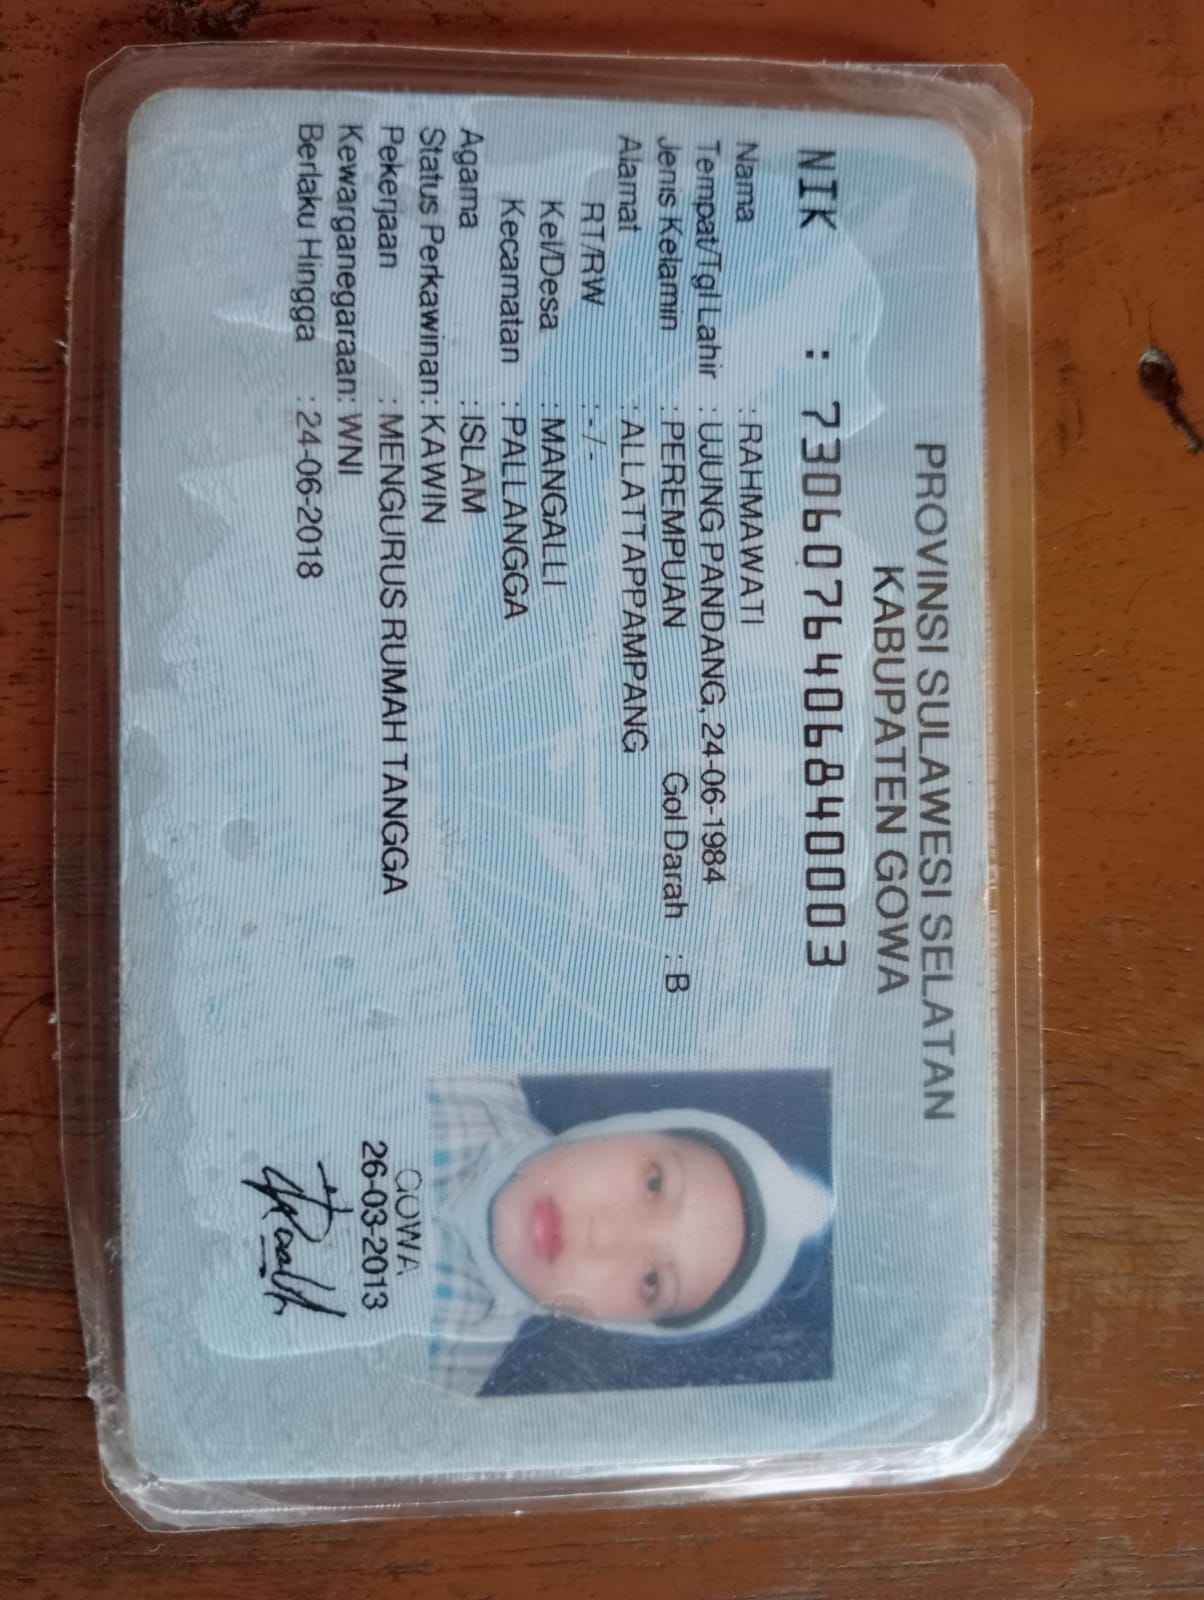 PROVINSI SULAWESI SELATAN
KABUPATEN GOWA
NIK : 7306076406840003
Nama : RAHMAWATI
Tempat/Tgl Lahir : UJUNG PANDANG, 24-06-1984
Jenis Kelamin : PEREMPUAN Gol Darah : B
Alamat : ALLATTAPPAMPANG
RT/RW : -/-
Kel/Desa : MANGALLI
Kecamatan : PALLANGGA
Agama : ISLAM
Status Perkawinan: KAWIN
Pekerjaan : MENGURUS RUMAH TANGGA
Kewarganegaraan: WNI
Berlaku Hingga : 24-06-2018
GOWA
26-03-2013